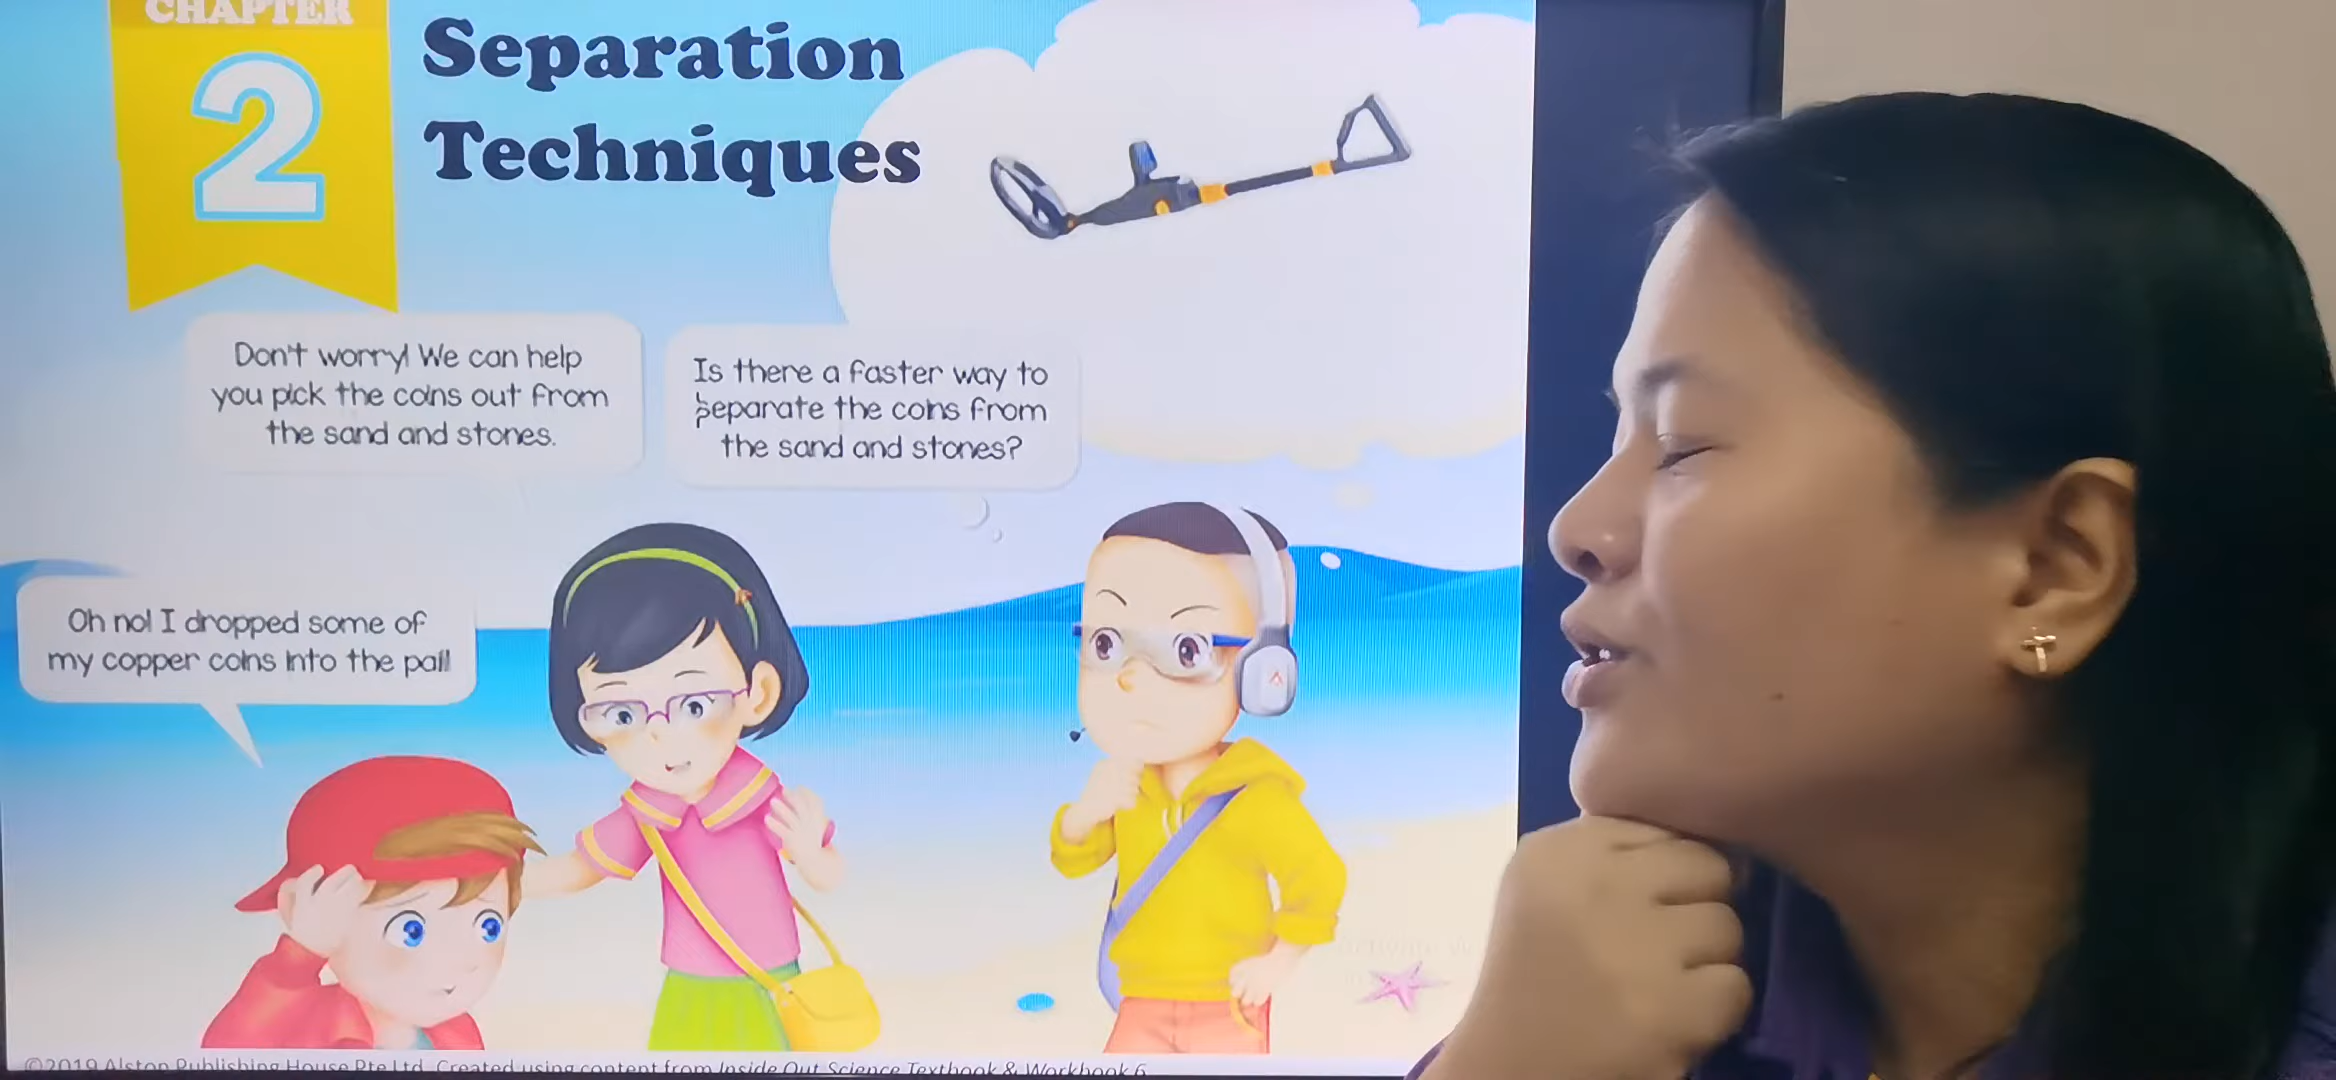 CHAPTER
2
Separation
Techniques
Don't worry! We can help
you pick the coins out from
the sand and stones.
Is there a faster way to
separate the coins from
the sand and stones?
Oh no! I dropped some of
my copper coins into the pail!
©2019 Alston Publishing House Pte Ltd. Created using content from Inside Out Science Textbook & Workbook 6